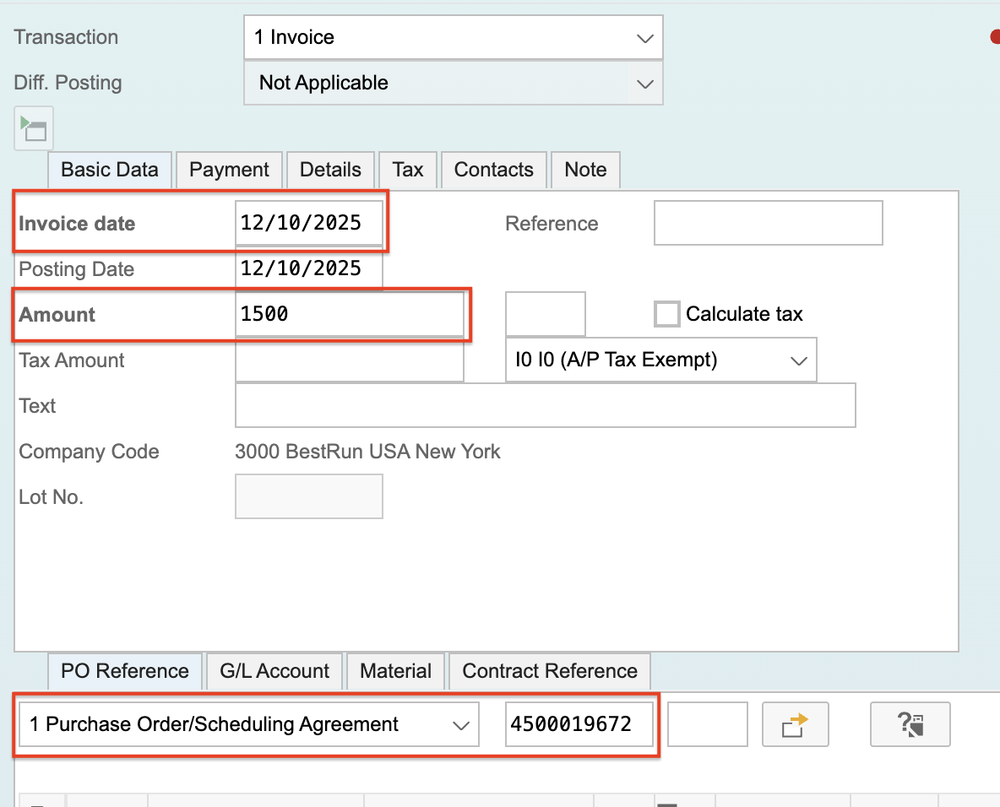 Transaction 1 Invoice
Diff. Posting Not Applicable
Basic Data Payment Details Tax Contacts Note
Invoice date 12/10/2025 Reference
Posting Date 12/10/2025
Amount 1500 Calculate tax
Tax Amount I0 I0 (A/P Tax Exempt)
Text
Company Code 3000 BestRun USA New York
Lot No.
PO Reference G/L Account Material Contract Reference
1 Purchase Order/Scheduling Agreement 4500019672